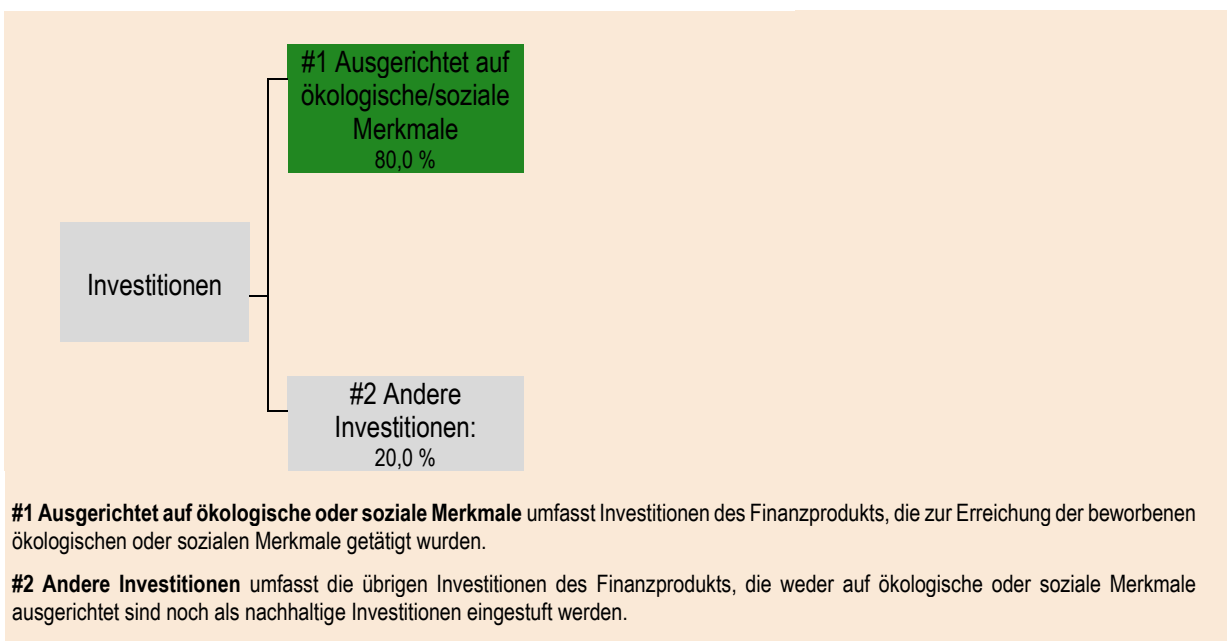 #1 Ausgerichtet auf
ökologische/soziale
Merkmale
80,0 %
Investitionen
#2 Andere
Investitionen:
20,0 %
#1 Ausgerichtet auf ökologische oder soziale Merkmale umfasst Investitionen des Finanzprodukts, die zur Erreichung der beworbenen
ökologischen oder sozialen Merkmale getätigt wurden.
#2 Andere Investitionen umfasst die übrigen Investitionen des Finanzprodukts, die weder auf ökologische oder soziale Merkmale
ausgerichtet sind noch als nachhaltige Investitionen eingestuft werden.